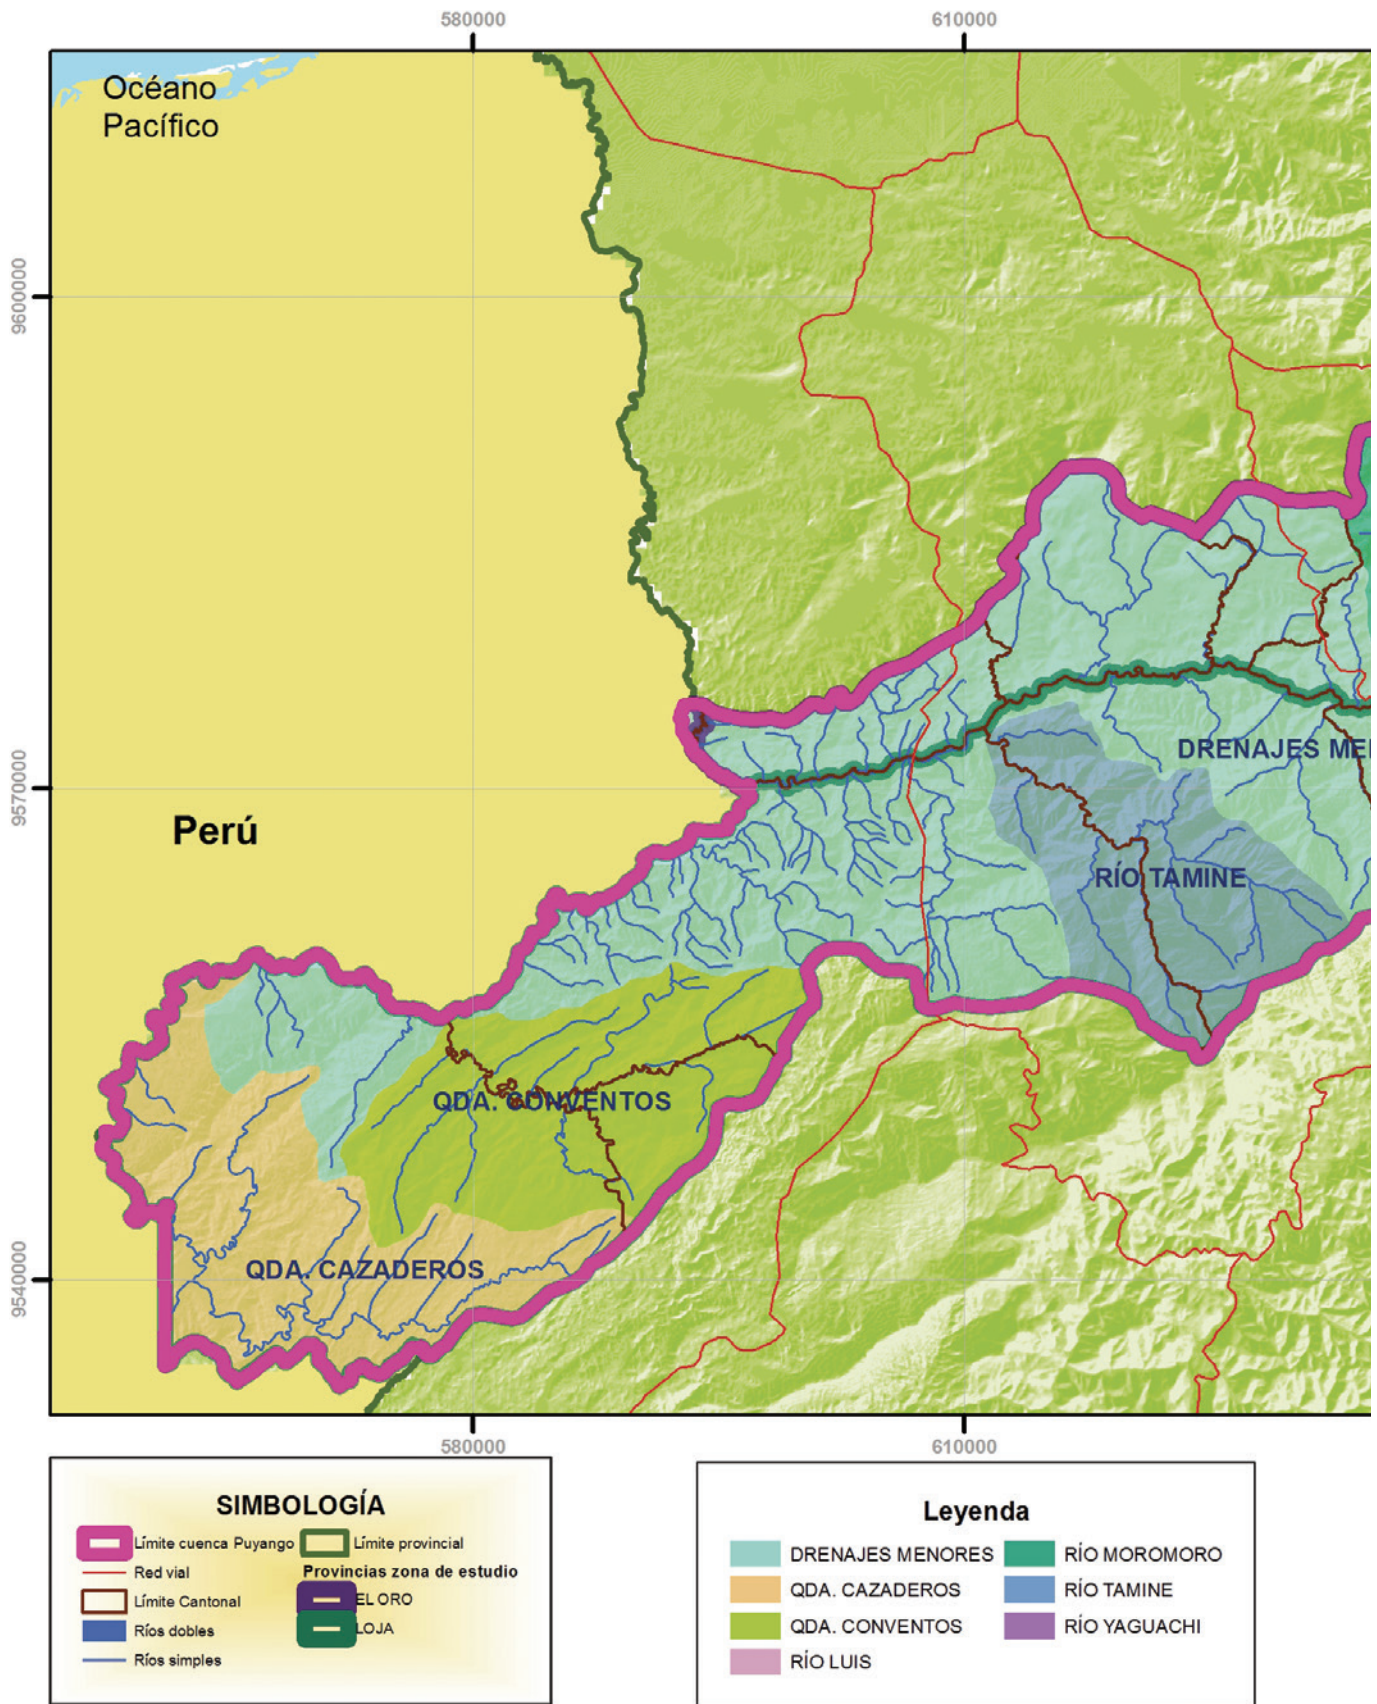 580000
610000
Océano
Pacífico
9600000
9570000
DRENAJES MEN
Perú
RÍO TAMINE
QDA. CONVENTOS
QDA. CAZADEROS
9540000
580000
610000
SIMBOLOGÍA
Límite cuenca Puyango
Límite provincial
Red vial
Provincias zona de estudio
Límite Cantonal
EL ORO
Ríos dobles
LOJA
Ríos simples
Leyenda
DRENAJES MENORES
RÍO MOROMORO
QDA. CAZADEROS
RÍO TAMINE
QDA. CONVENTOS
RÍO YAGUACHI
RÍO LUIS